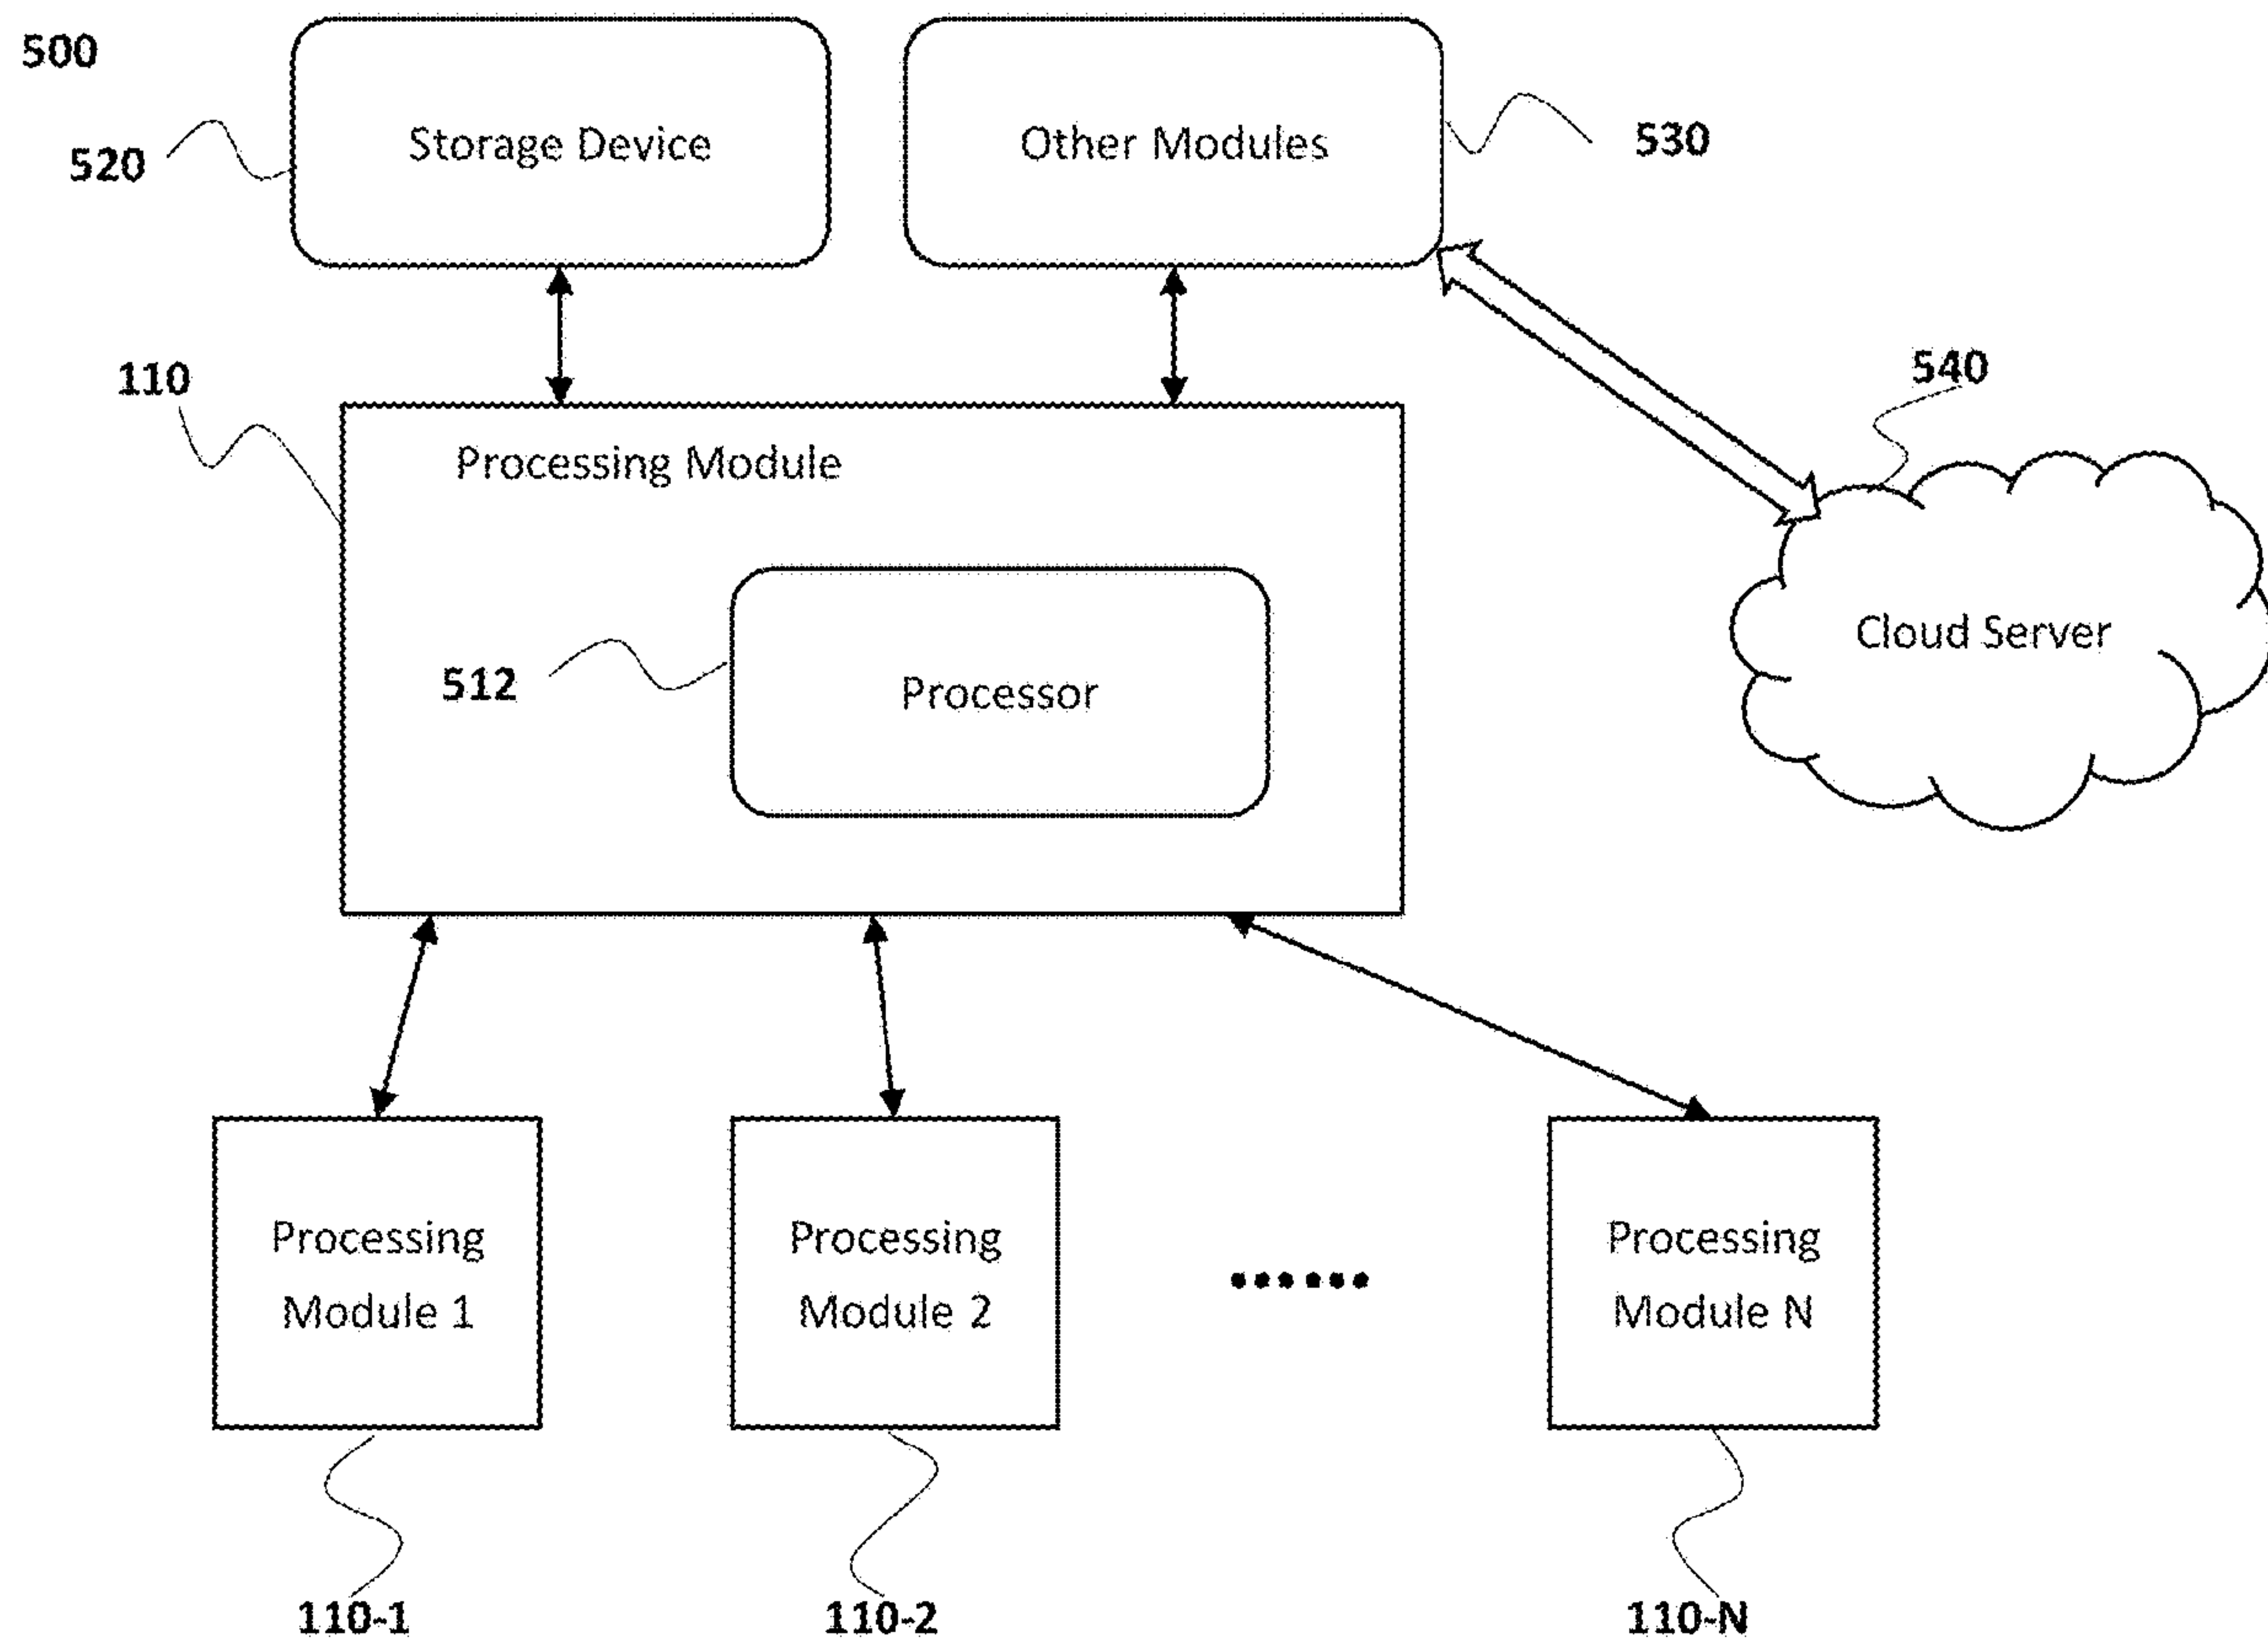 500
520
Storage Device
Other Modules
530
110
Processing Module
540
512
Processor
Cloud Server
Processing
Module 1
Processing
Module 2
Processing
Module N
110-1
110-2
110-N